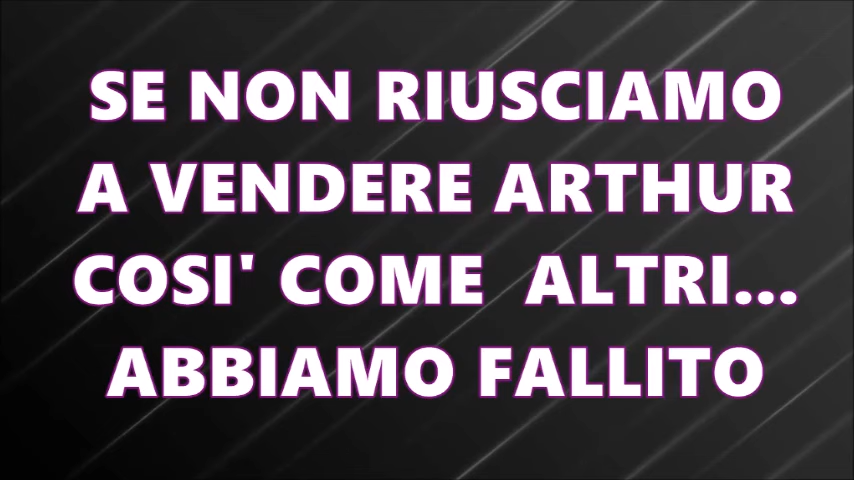 SE NON RIUSCIAMO
A VENDERE ARTHUR
COSI' COME ALTRI...
ABBIAMO FALLITO